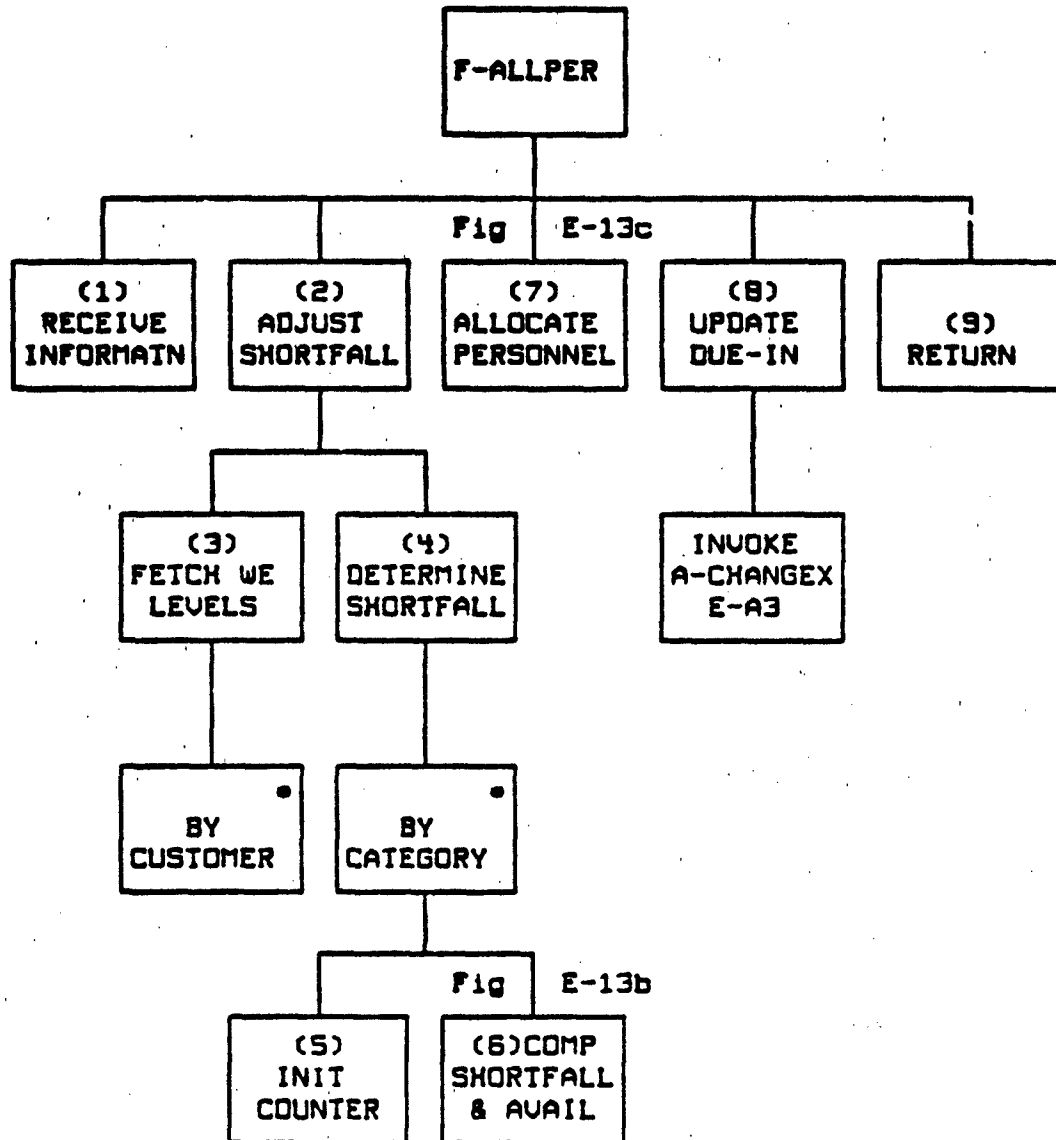 F-ALLPER
Fig E-13c
(1)
RECEIVE
INFORMATN
(2)
ADJUST
SHORTFALL
(7)
ALLOCATE
PERSONNEL
(8)
UPDATE
DUE-IN
(9)
RETURN
(3)
FETCH WE
LEVELS
(4)
DETERMINE
SHORTFALL
INVOKE
A-CHANGEX
E-A3
BY
CUSTOMER
BY
CATEGORY
Fig E-13b
(5)
INIT
COUNTER
(6)COMP
SHORTFALL
& AVAIL